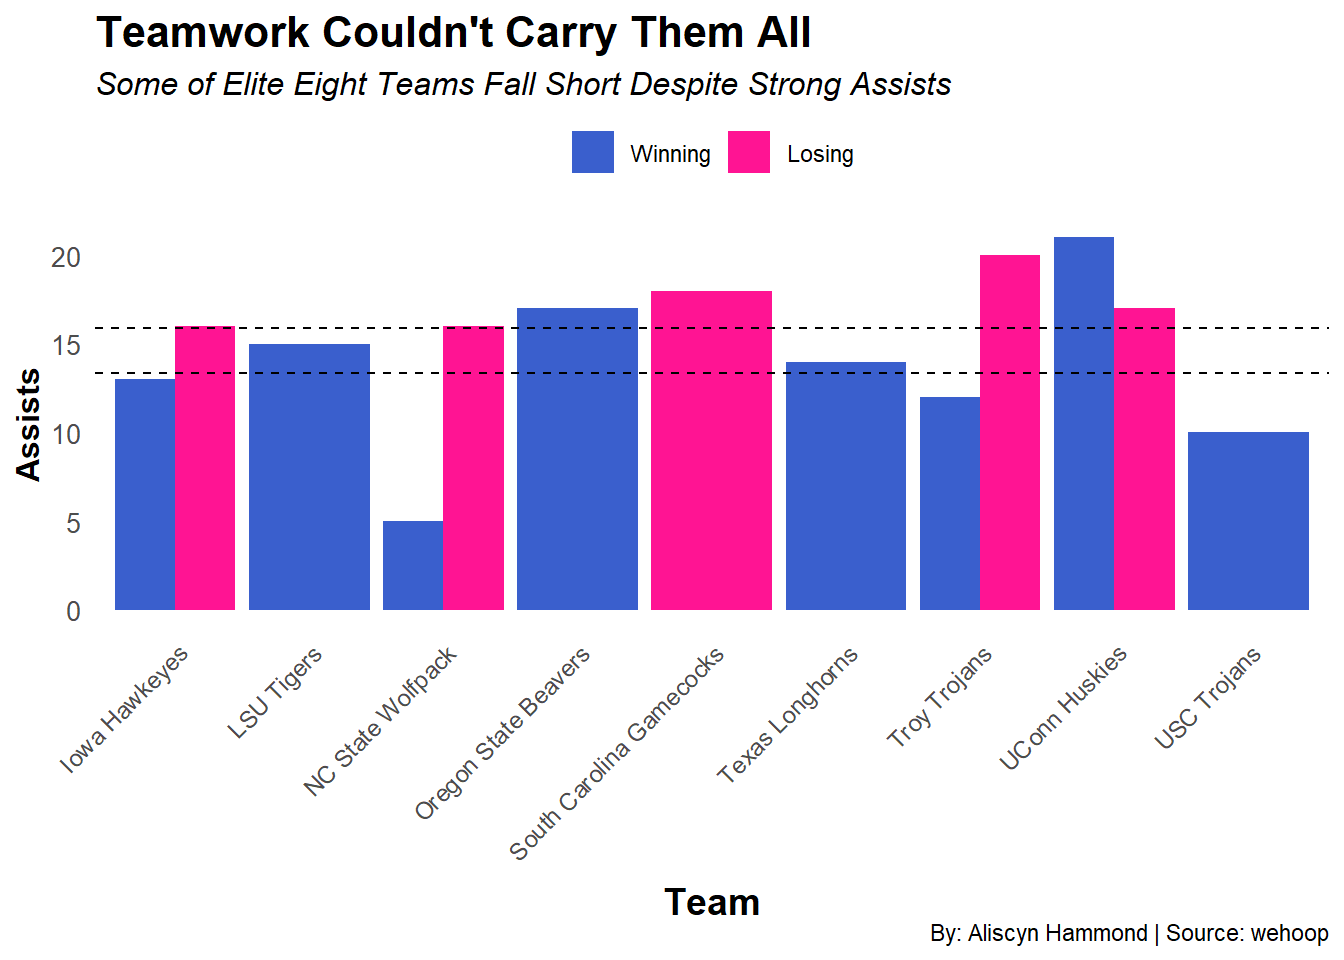 Teamwork Couldn't Carry Them All
Some of Elite Eight Teams Fall Short Despite Strong Assists
Winning
Losing
Assists
20
15
10
5
0
Iowa Hawkeyes
LSU Tigers
NC State Wolfpack
Oregon State Beavers
South Carolina Gamecocks
Texas Longhorns
Troy Trojans
UConn Huskies
USC Trojans
Team
By: Aliscyn Hammond | Source: wehoop